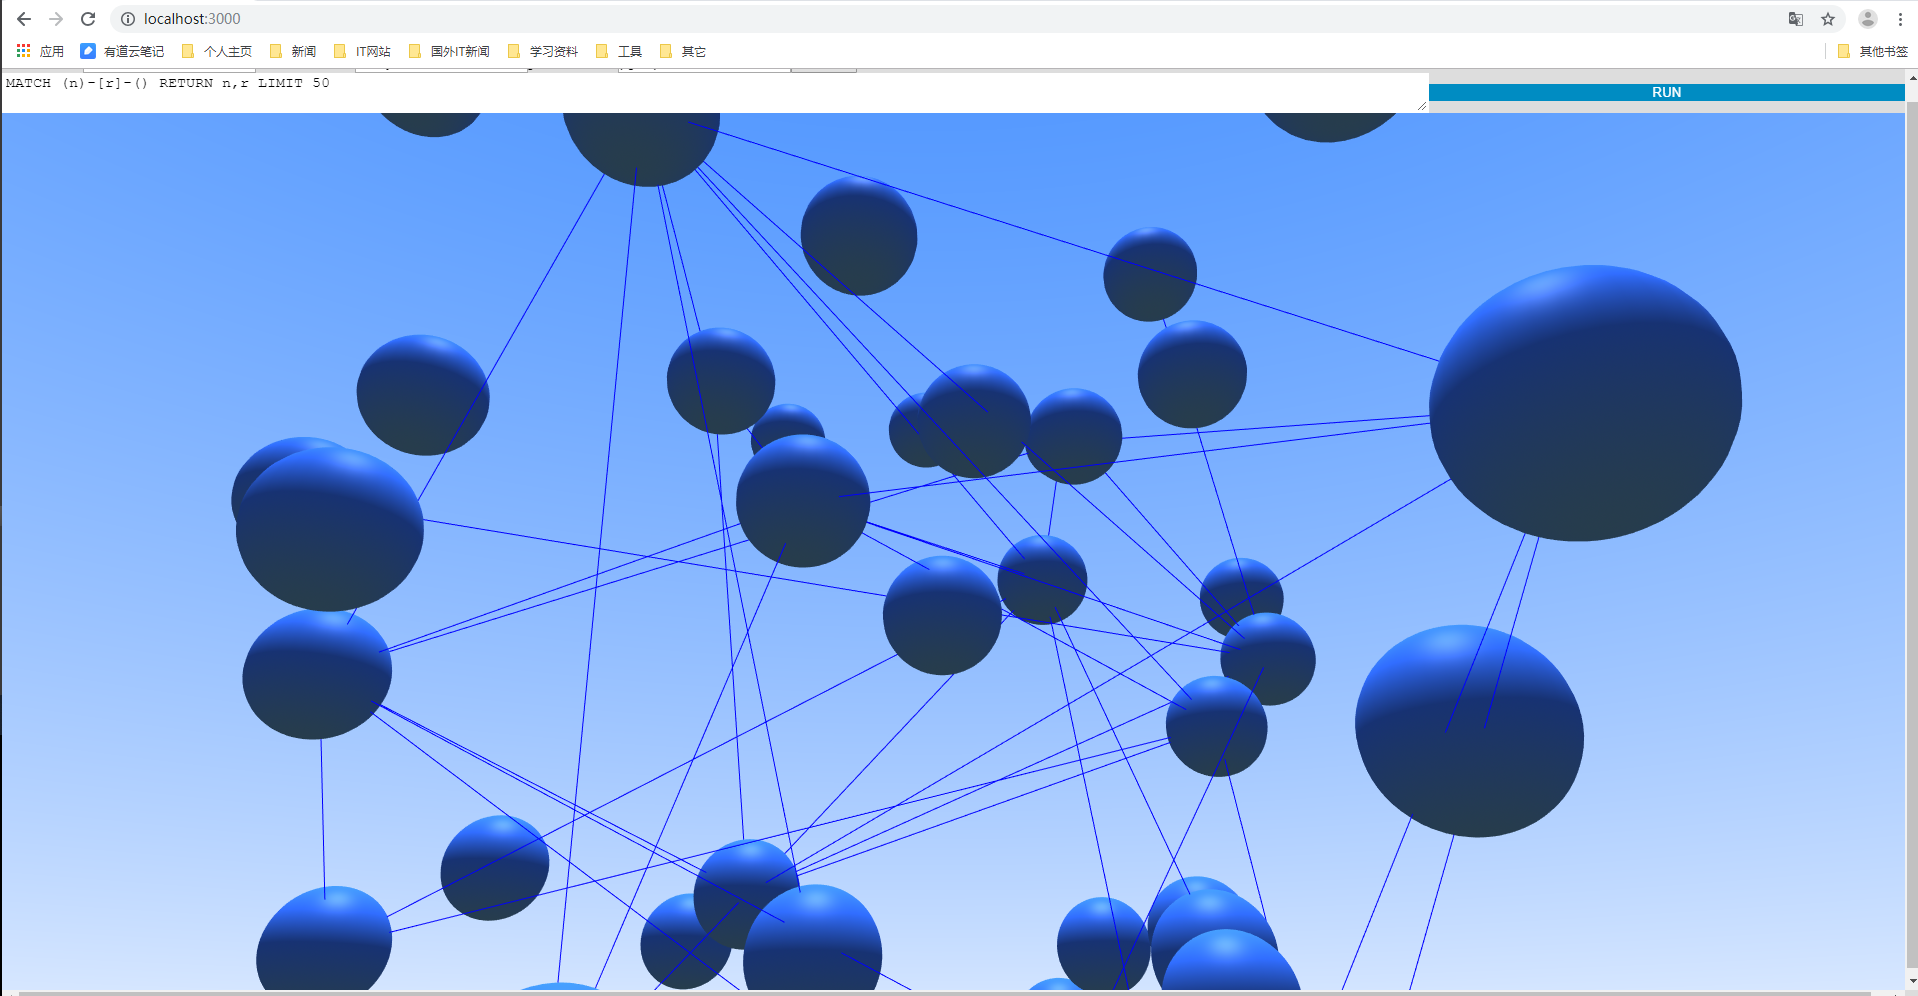 localhost:3000
应用 有道云笔记 个人主页 新闻 IT网站 国外IT新闻 学习资料 工具 其它 其他书签
MATCH (n)-[r]-() RETURN n,r LIMIT 50
RUN